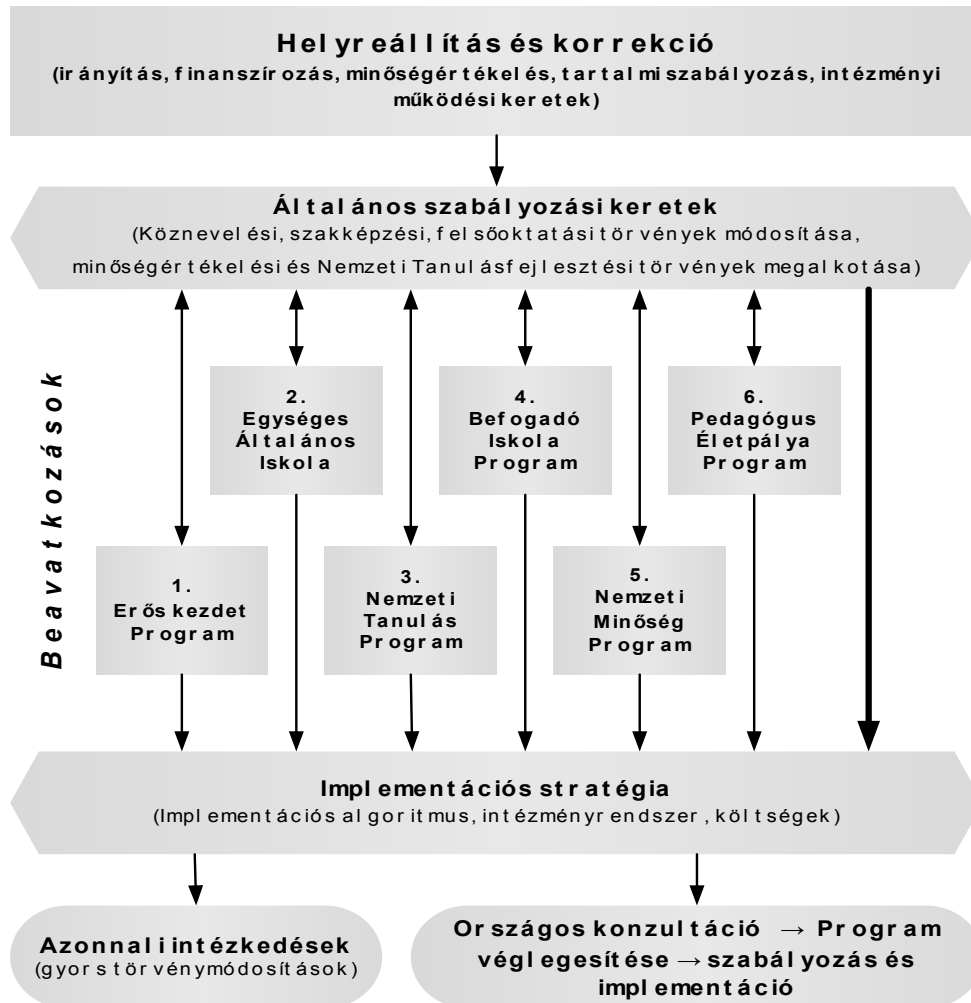 Helyreállítás és korrekció
(irányítás, finanszírozás, minőségértékelés, tartalmi szabályozás, intézményi
működési keretek)
Általános szabályozási keretek
(Köznevelési, szakképzési, felsőoktatási törvények módosítása,
minőségértékelési és Nemzeti Tanulásfejlesztési törvények megalkotása)
Beavatkozások
2.
Egységes
Általános
Iskola
4.
Befogadó
Iskola
Program
6.
Pedagógus
Életpálya
Program
1.
Erős kezdet
Program
3.
Nemzeti
Tanulás
Program
5.
Nemzeti
Minőség
Program
Implementációs stratégia
(Implementációs algoritmus, intézményrendszer, költségek)
Azonnali intézkedések
(gyors törvénymódosítások)
Országos konzultáció → Program
véglegesítése → szabályozás és
implementáció